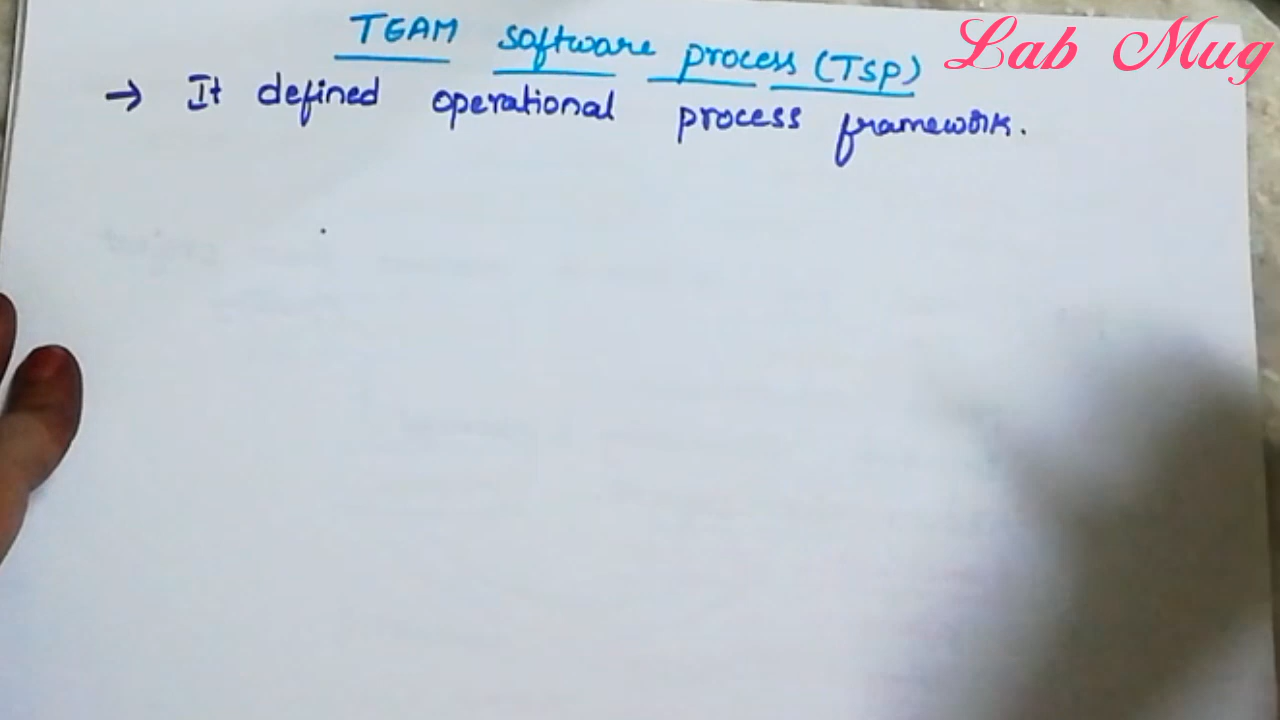 TEAM software process (TSP)
Lab Mug
→ It defined operational process framework.